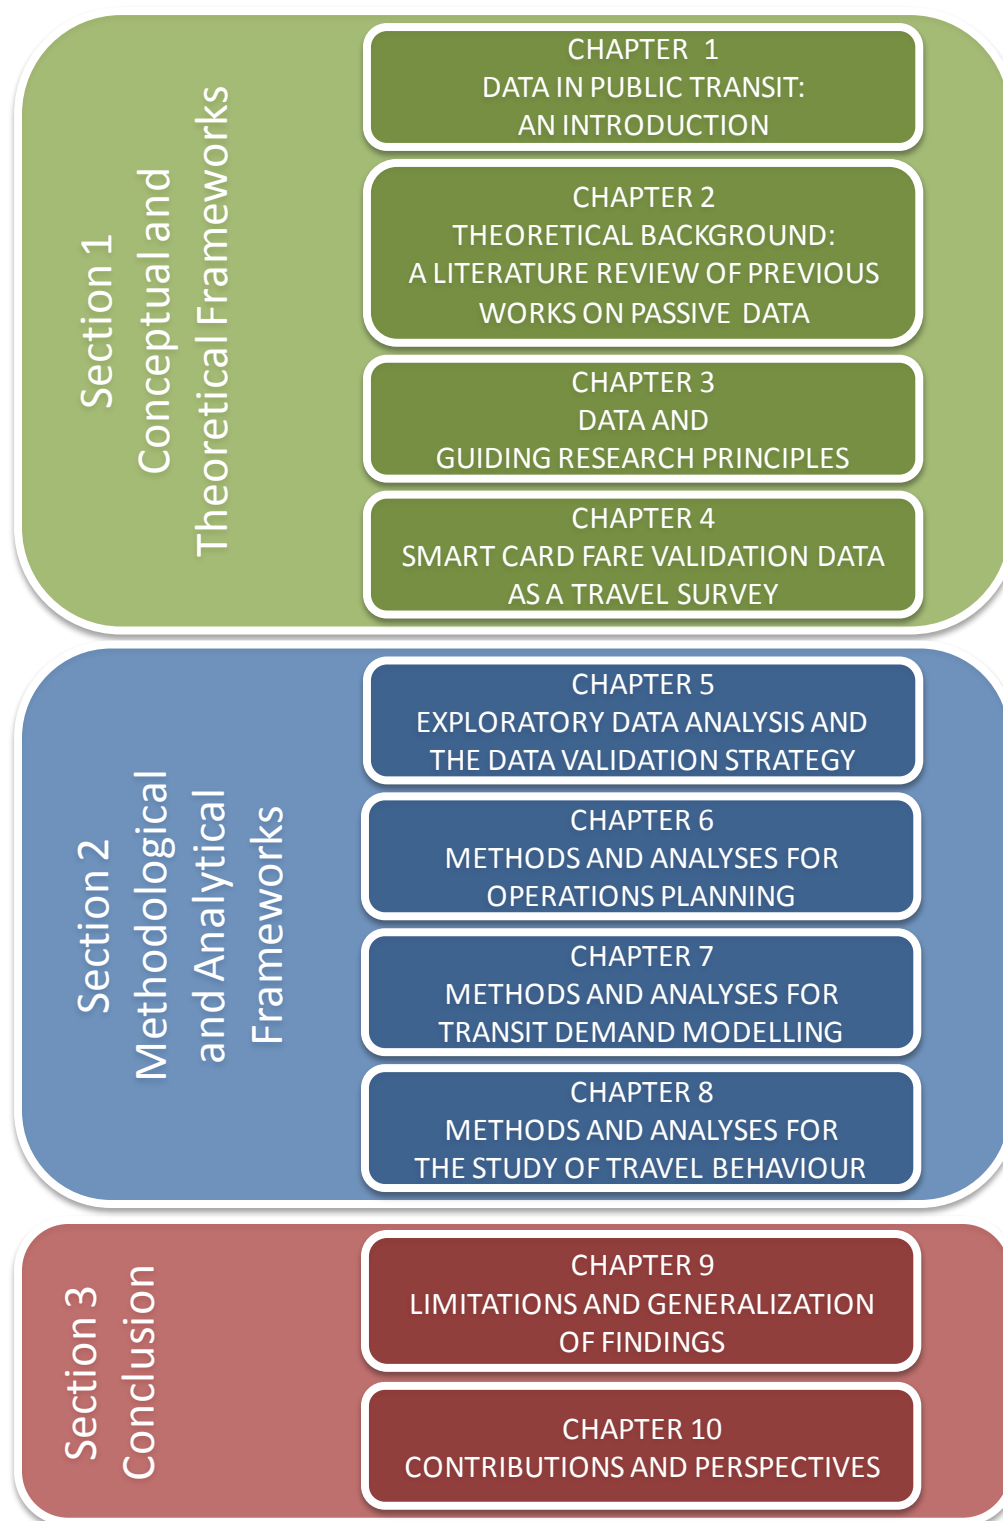 Section 1
Conceptual and
Theoretical Frameworks
CHAPTER 1
DATA IN PUBLIC TRANSIT:
AN INTRODUCTION
CHAPTER 2
THEORETICAL BACKGROUND:
A LITERATURE REVIEW OF PREVIOUS
WORKS ON PASSIVE DATA
CHAPTER 3
DATA AND
GUIDING RESEARCH PRINCIPLES
CHAPTER 4
SMART CARD FARE VALIDATION DATA
AS A TRAVEL SURVEY
Section 2
Methodological
and Analytical
Frameworks
CHAPTER 5
EXPLORATORY DATA ANALYSIS AND
THE DATA VALIDATION STRATEGY
CHAPTER 6
METHODS AND ANALYSES FOR
OPERATIONS PLANNING
CHAPTER 7
METHODS AND ANALYSES FOR
TRANSIT DEMAND MODELLING
CHAPTER 8
METHODS AND ANALYSES FOR
THE STUDY OF TRAVEL BEHAVIOUR
Section 3
Conclusion
CHAPTER 9
LIMITATIONS AND GENERALIZATION
OF FINDINGS
CHAPTER 10
CONTRIBUTIONS AND PERSPECTIVES